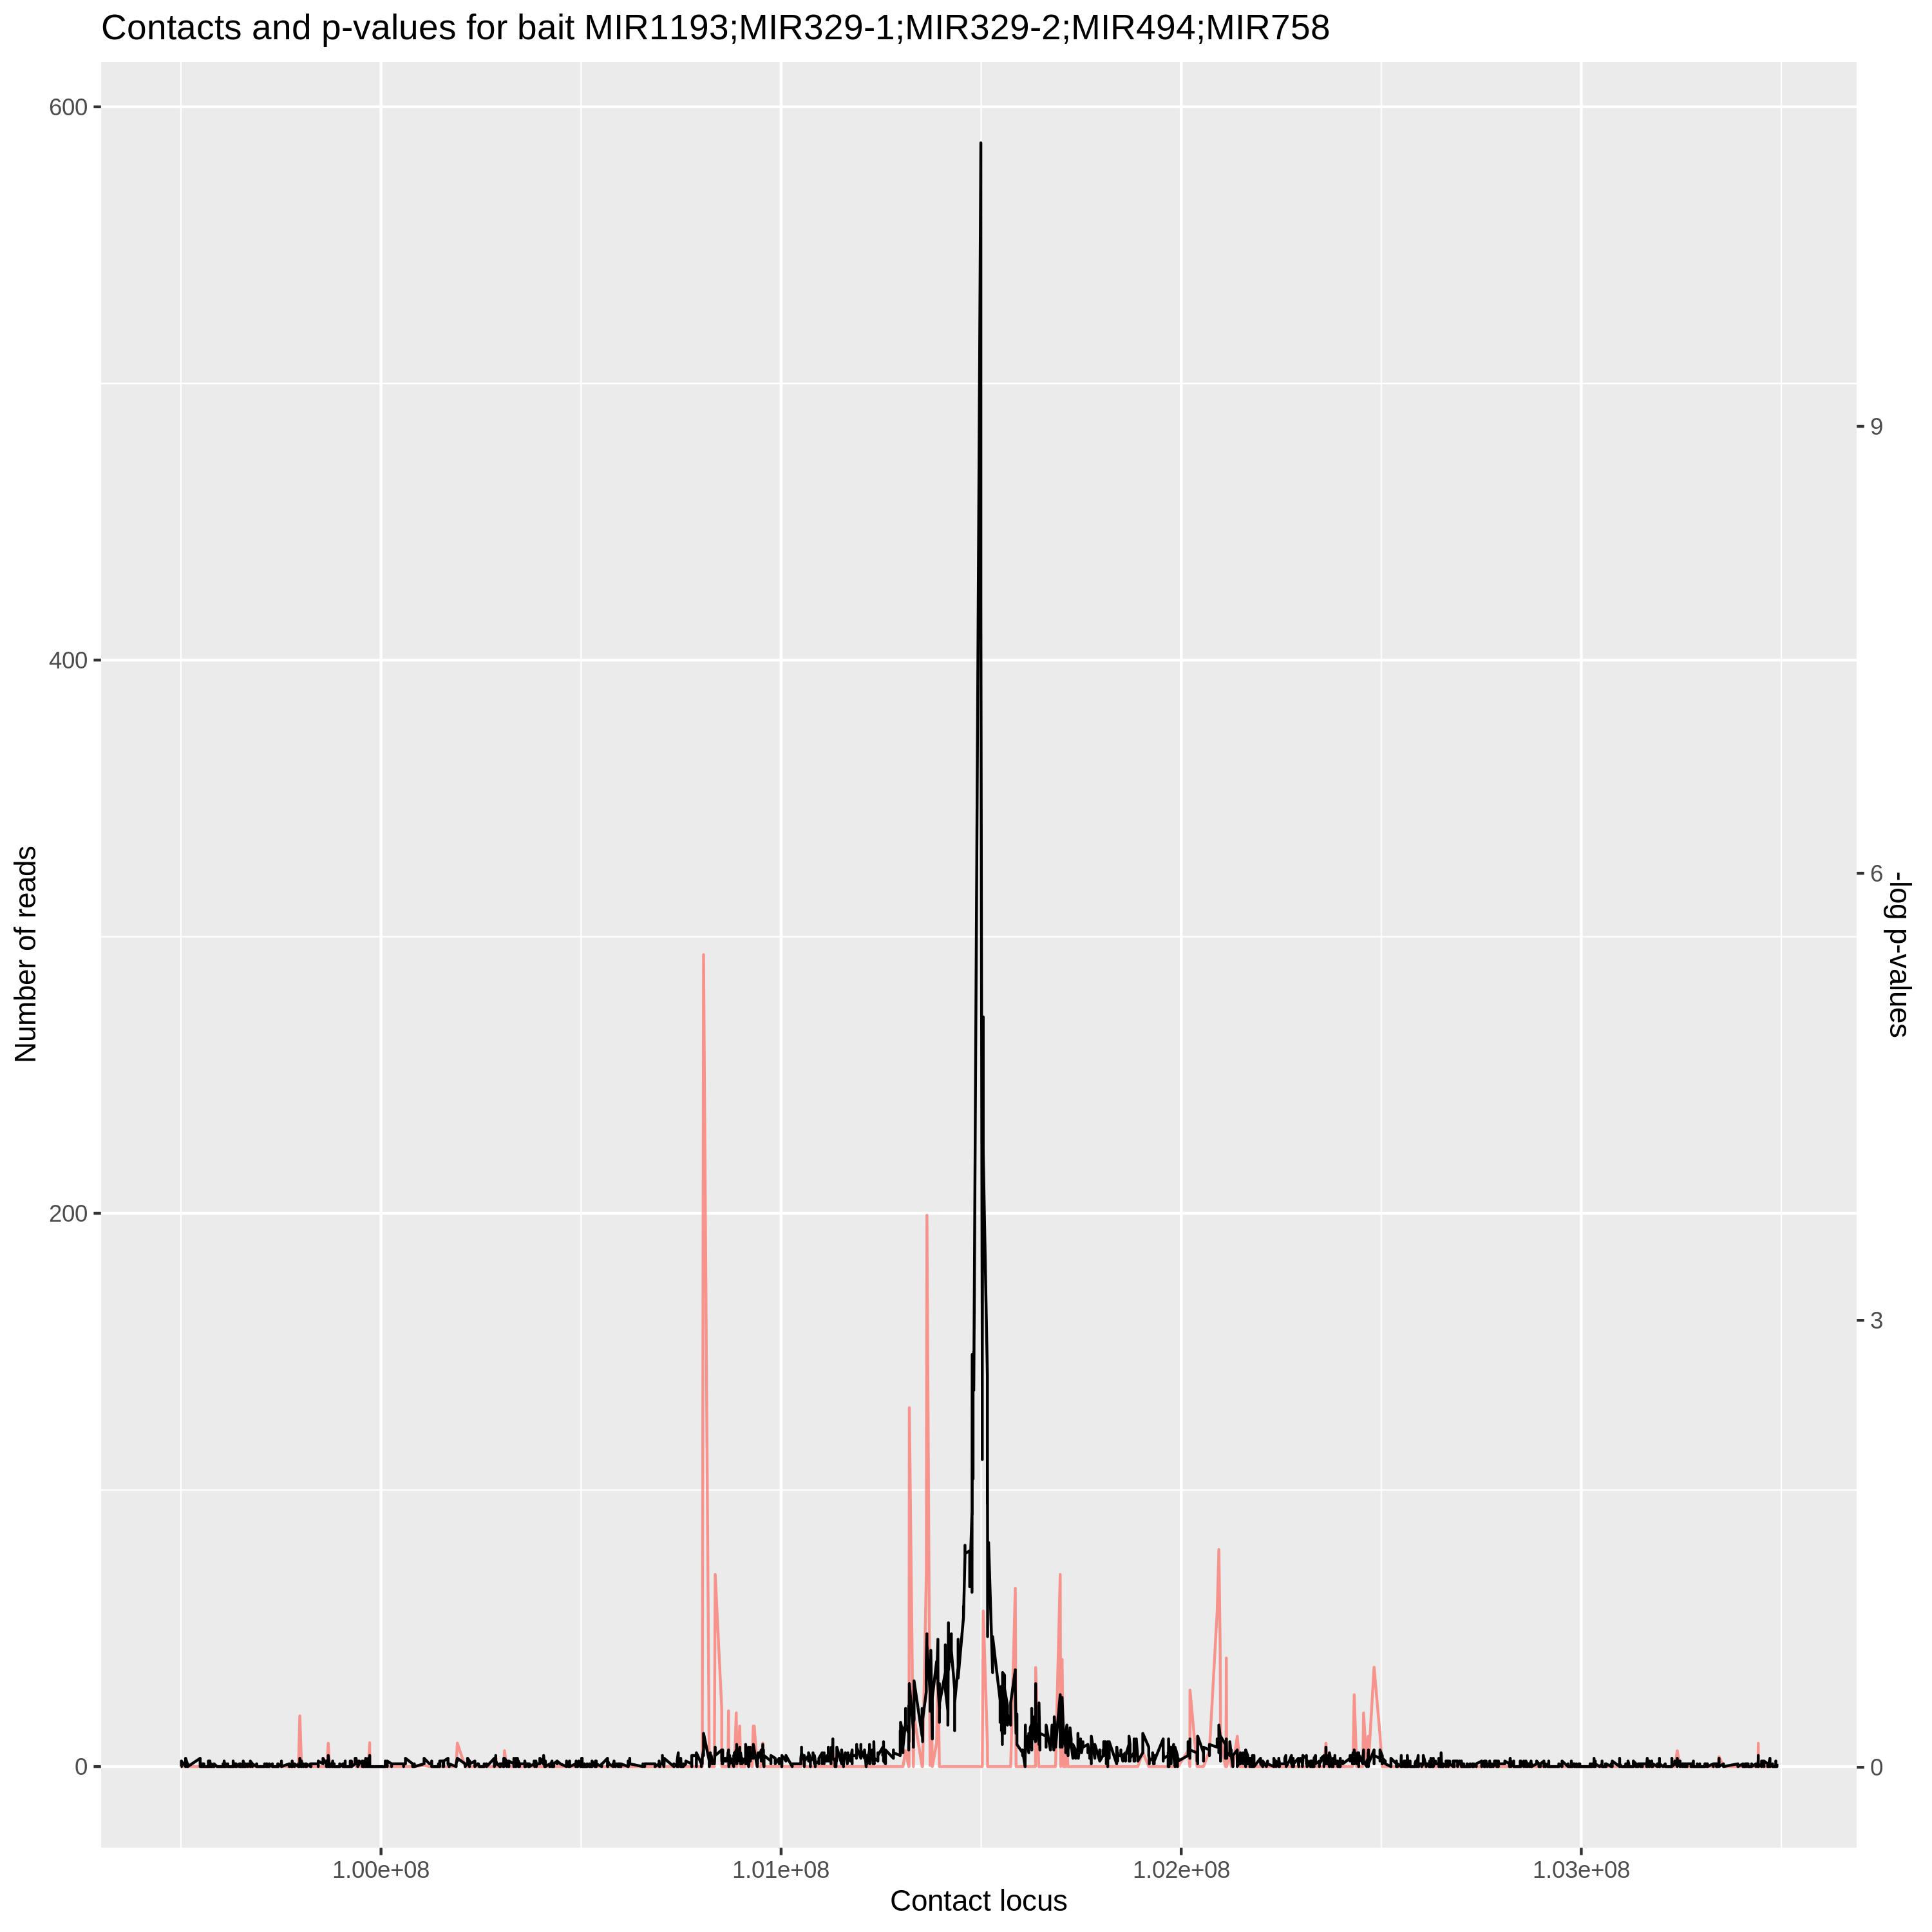 Contacts and p-values for bait MIR1193;MIR329-1;MIR329-2;MIR494;MIR758
600
400
200
0
Number of reads
9
6
3
0
-log p-values
1.00e+08 1.01e+08 1.02e+08 1.03e+08
Contact locus